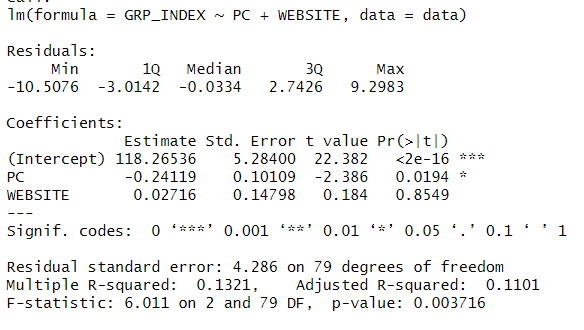 lm(formula = GRP_INDEX ~ PC + WEBSITE, data = data)
Residuals:
Min 1Q Median 3Q Max
-10.5076 -3.0142 -0.0334 2.7426 9.2983
Coefficients:
Estimate Std. Error t value Pr(>|t|)
(Intercept) 118.26536 5.28400 22.382 <2e-16 ***
PC -0.24119 0.10109 -2.386 0.0194 *
WEBSITE 0.02716 0.14798 0.184 0.8549
---
Signif. codes: 0 ‘***’ 0.001 ‘**’ 0.01 ‘*’ 0.05 ‘.’ 0.1 ‘ ’ 1
Residual standard error: 4.286 on 79 degrees of freedom
Multiple R-squared: 0.1321, Adjusted R-squared: 0.1101
F-statistic: 6.011 on 2 and 79 DF, p-value: 0.003716